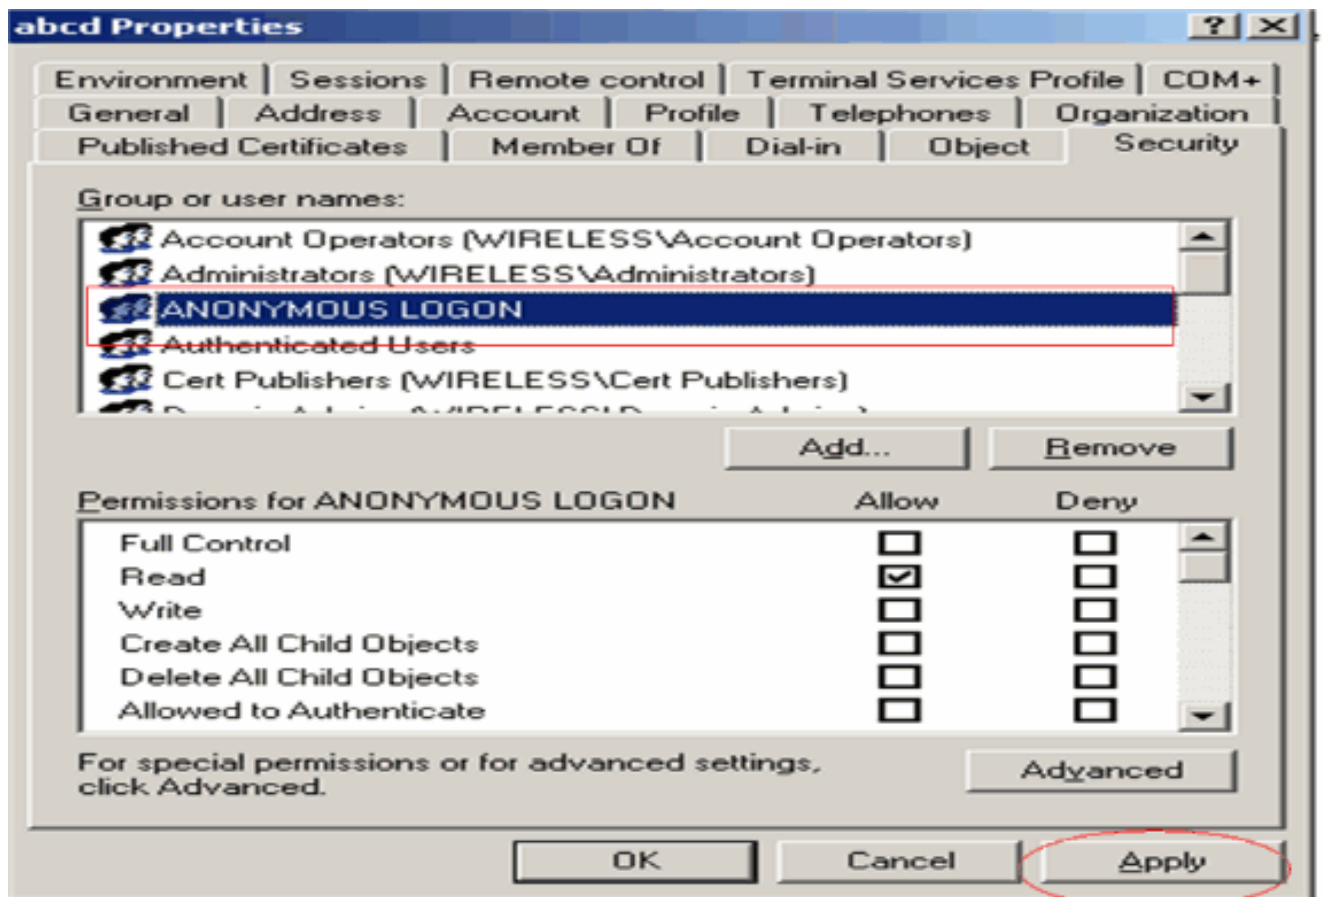 abcd Properties
Environment Sessions Remote control Terminal Services Profile COM+
General Address Account Profile Telephones Organization
Published Certificates Member Of Dial-in Object Security
Group or user names:
Account Operators (WIRELESS\Account Operators)
Administrators (WIRELESS\Administrators)
ANONYMOUS LOGON
Authenticated Users
Cert Publishers (WIRELESS\Cert Publishers)
Add... Remove
Permissions for ANONYMOUS LOGON Allow Deny
Full Control
Read
Write
Create All Child Objects
Delete All Child Objects
Allowed to Authenticate
For special permissions or for advanced settings,
click Advanced.
Advanced
OK Cancel Apply